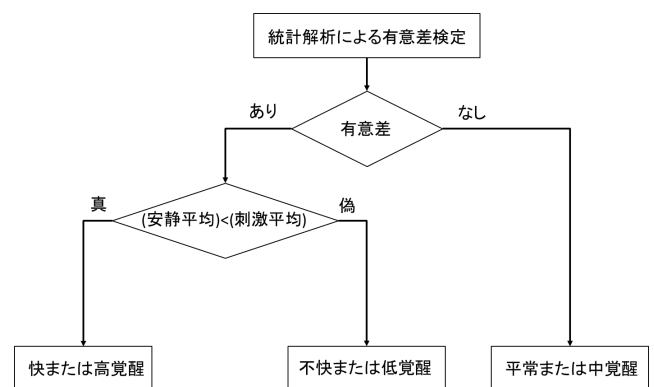 統計解析による有意差検定
あり
有意差
なし
真
(安静平均)<(刺激平均)
偽
快または高覚醒
不快または低覚醒
平常または中覚醒